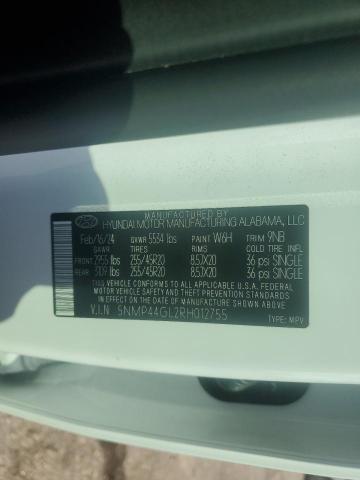 MANUFACTURED BY
HYUNDAI MOTOR MANUFACTURING ALABAMA, LLC
Feb/16/24 GVWR 5534 lbs PAINT W6H TRIM 9NB
GAWR TIRES RIMS COLD TIRE INFL
FRONT 2955 lbs 255/45R20 8.5JX20 36 psi SINGLE
REAR 3109 lbs 255/45R20 8.5JX20 36 psi SINGLE
THIS VEHICLE CONFORMS TO ALL APPLICABLE U.S.A. FEDERAL
MOTOR VEHICLE SAFETY, BUMPER, AND THEFT PREVENTION STANDARDS
IN EFFECT ON THE DATE OF MANUFACTURE SHOWN ABOVE.
V.I.N 5NMP44GL2RH012755
TYPE: MPV